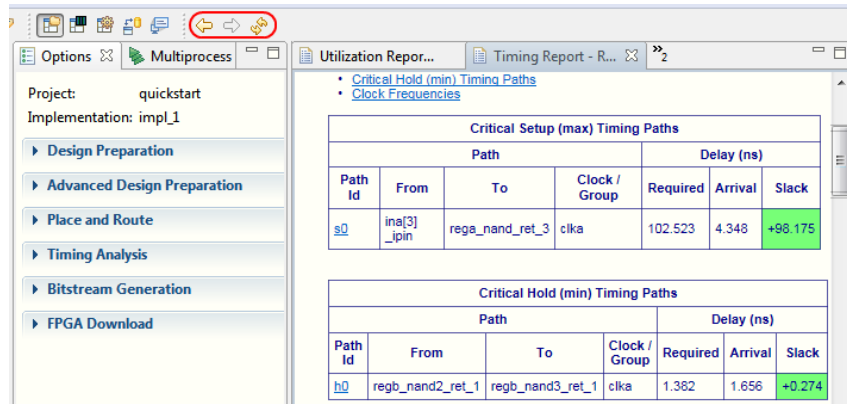 Options
Multiprocess
Project: quickstart
Implementation: impl_1
Design Preparation
Advanced Design Preparation
Place and Route
Timing Analysis
Bitstream Generation
FPGA Download
Utilization Repor...
Timing Report - R...
»2
• Critical Hold (min) Timing Paths
• Clock Frequencies
Critical Setup (max) Timing Paths
Path Delay (ns)
Path Id From To Clock / Group Required Arrival Slack
s0 ina[3]_ipin rega_nand_ret_3 clka 102.523 4.348 +98.175
Critical Hold (min) Timing Paths
Path Delay (ns)
Path Id From To Clock / Group Required Arrival Slack
h0 regb_nand2_ret_1 regb_nand3_ret_1 clka 1.382 1.656 +0.274